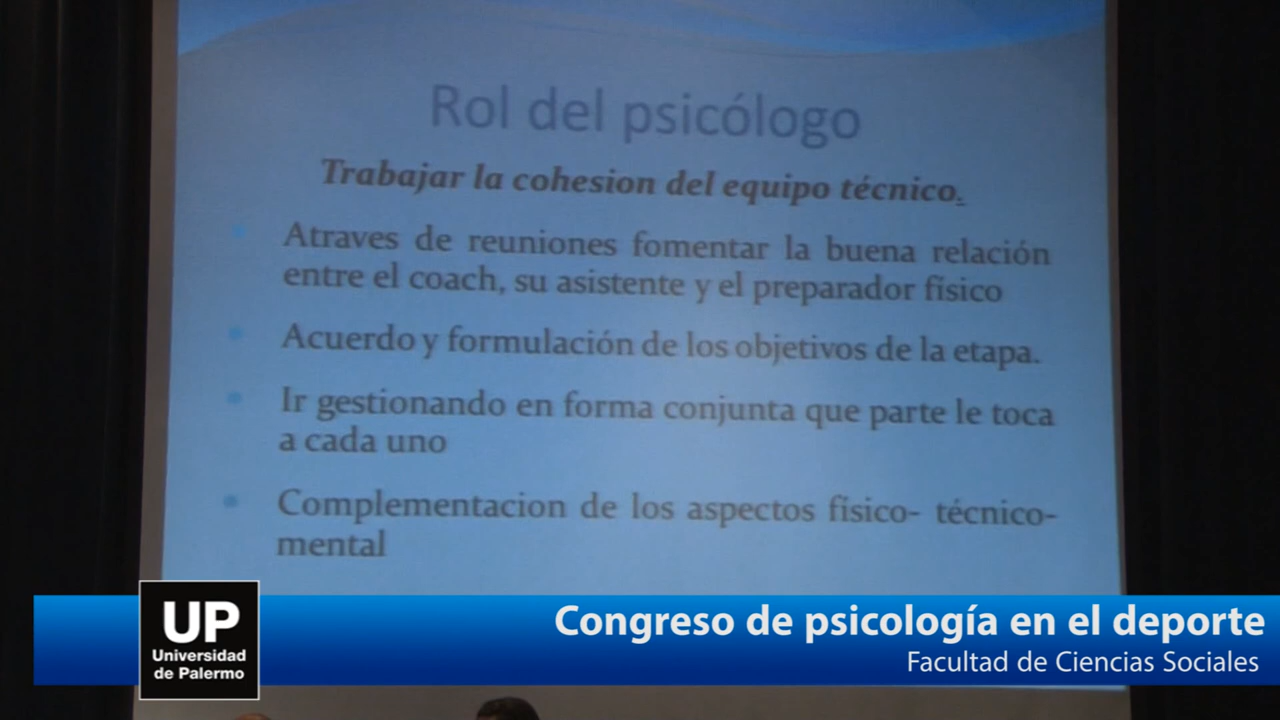 Rol del psicólogo
Trabajar la cohesion del equipo técnico.
Atraves de reuniones fomentar la buena relación
entre el coach, su asistente y el preparador físico
Acuerdo y formulación de los objetivos de la etapa.
Ir gestionando en forma conjunta que parte le toca
a cada uno
Complementacion de los aspectos físico- técnico-
mental
UP
Universidad
de Palermo
Congreso de psicología en el deporte
Facultad de Ciencias Sociales